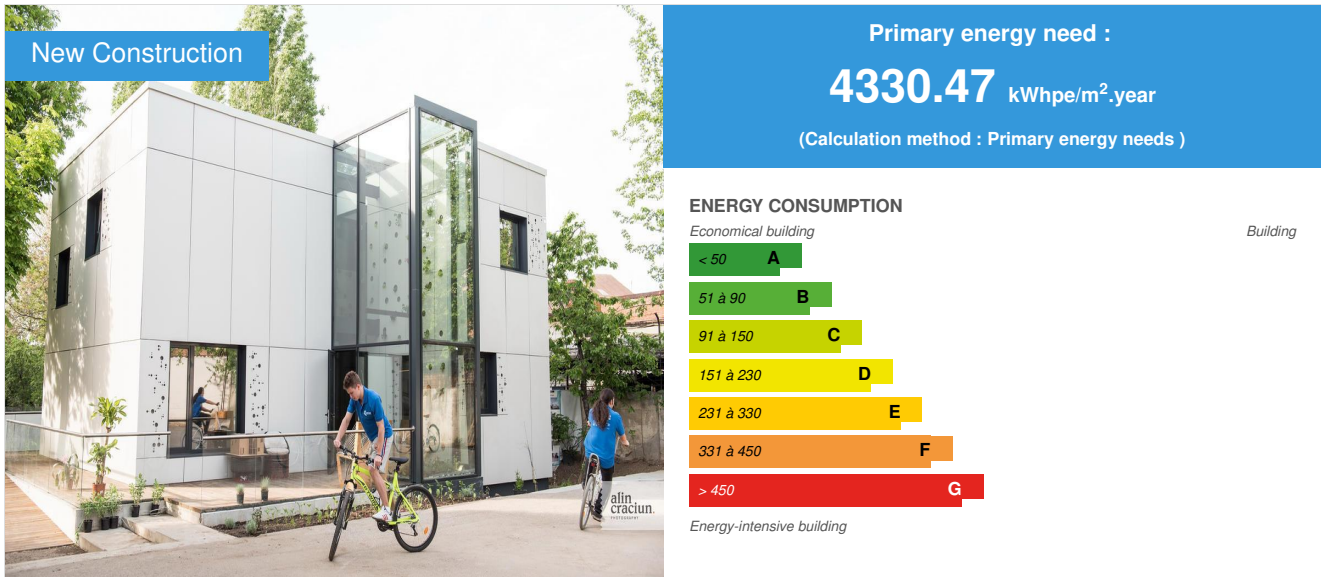 New Construction
alin
craciun.
PHOTOGRAPHY
Primary energy need :
4330.47 kWhpe/m².year
(Calculation method : Primary energy needs )
ENERGY CONSUMPTION
Economical building
Building
< 50 A
51 à 90 B
91 à 150 C
151 à 230 D
231 à 330 E
331 à 450 F
> 450 G
Energy-intensive building